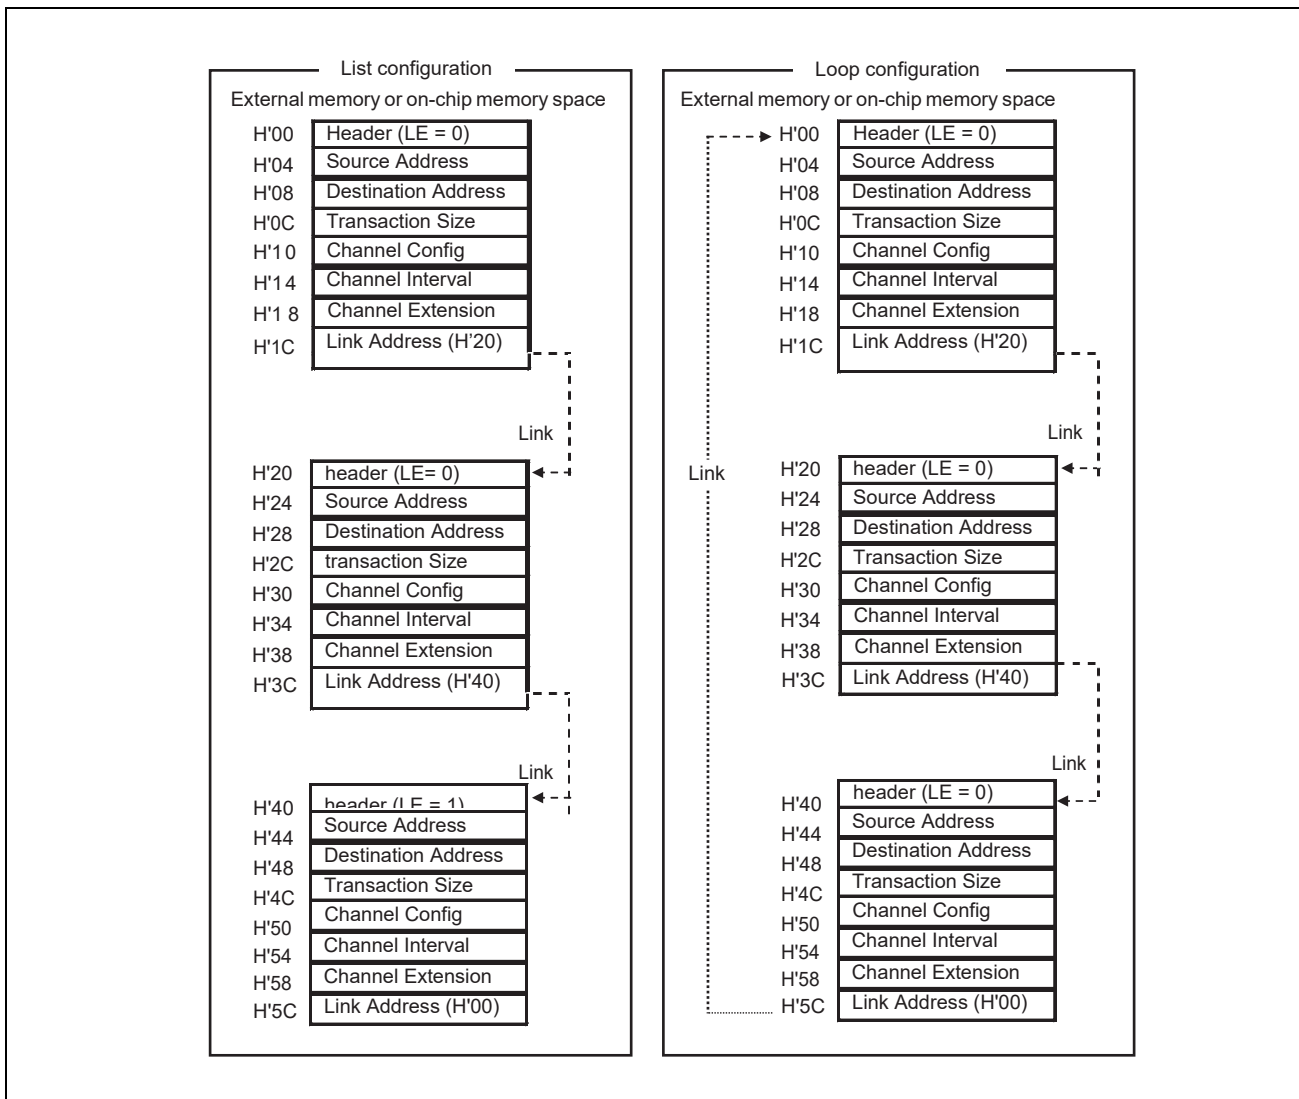 List configuration
External memory or on-chip memory space
H'00 Header (LE = 0)
H'04 Source Address
H'08 Destination Address
H'0C Transaction Size
H'10 Channel Config
H'14 Channel Interval
H'1 8 Channel Extension
H'1C Link Address (H’20)
Link
H'20 header (LE= 0)
H'24 Source Address
H'28 Destination Address
H'2C transaction Size
H'30 Channel Config
H'34 Channel Interval
H'38 Channel Extension
H'3C Link Address (H'40)
Link
H'40 header (LE = 1)
H'44 Source Address
H'48 Destination Address
H'4C Transaction Size
H'50 Channel Config
H'54 Channel Interval
H'58 Channel Extension
H'5C Link Address (H'00)
Loop configuration
External memory or on-chip memory space
H'00 Header (LE = 0)
H'04 Source Address
H'08 Destination Address
H'0C Transaction Size
H'10 Channel Config
H'14 Channel Interval
H'18 Channel Extension
H'1C Link Address (H'20)
Link
Link
H'20 header (LE = 0)
H'24 Source Address
H'28 Destination Address
H'2C Transaction Size
H'30 Channel Config
H'34 Channel Interval
H'38 Channel Extension
H'3C Link Address (H'40)
Link
H'40 header (LE = 0)
H'44 Source Address
H'48 Destination Address
H'4C Transaction Size
H'50 Channel Config
H'54 Channel Interval
H'58 Channel Extension
H'5C Link Address (H'00)